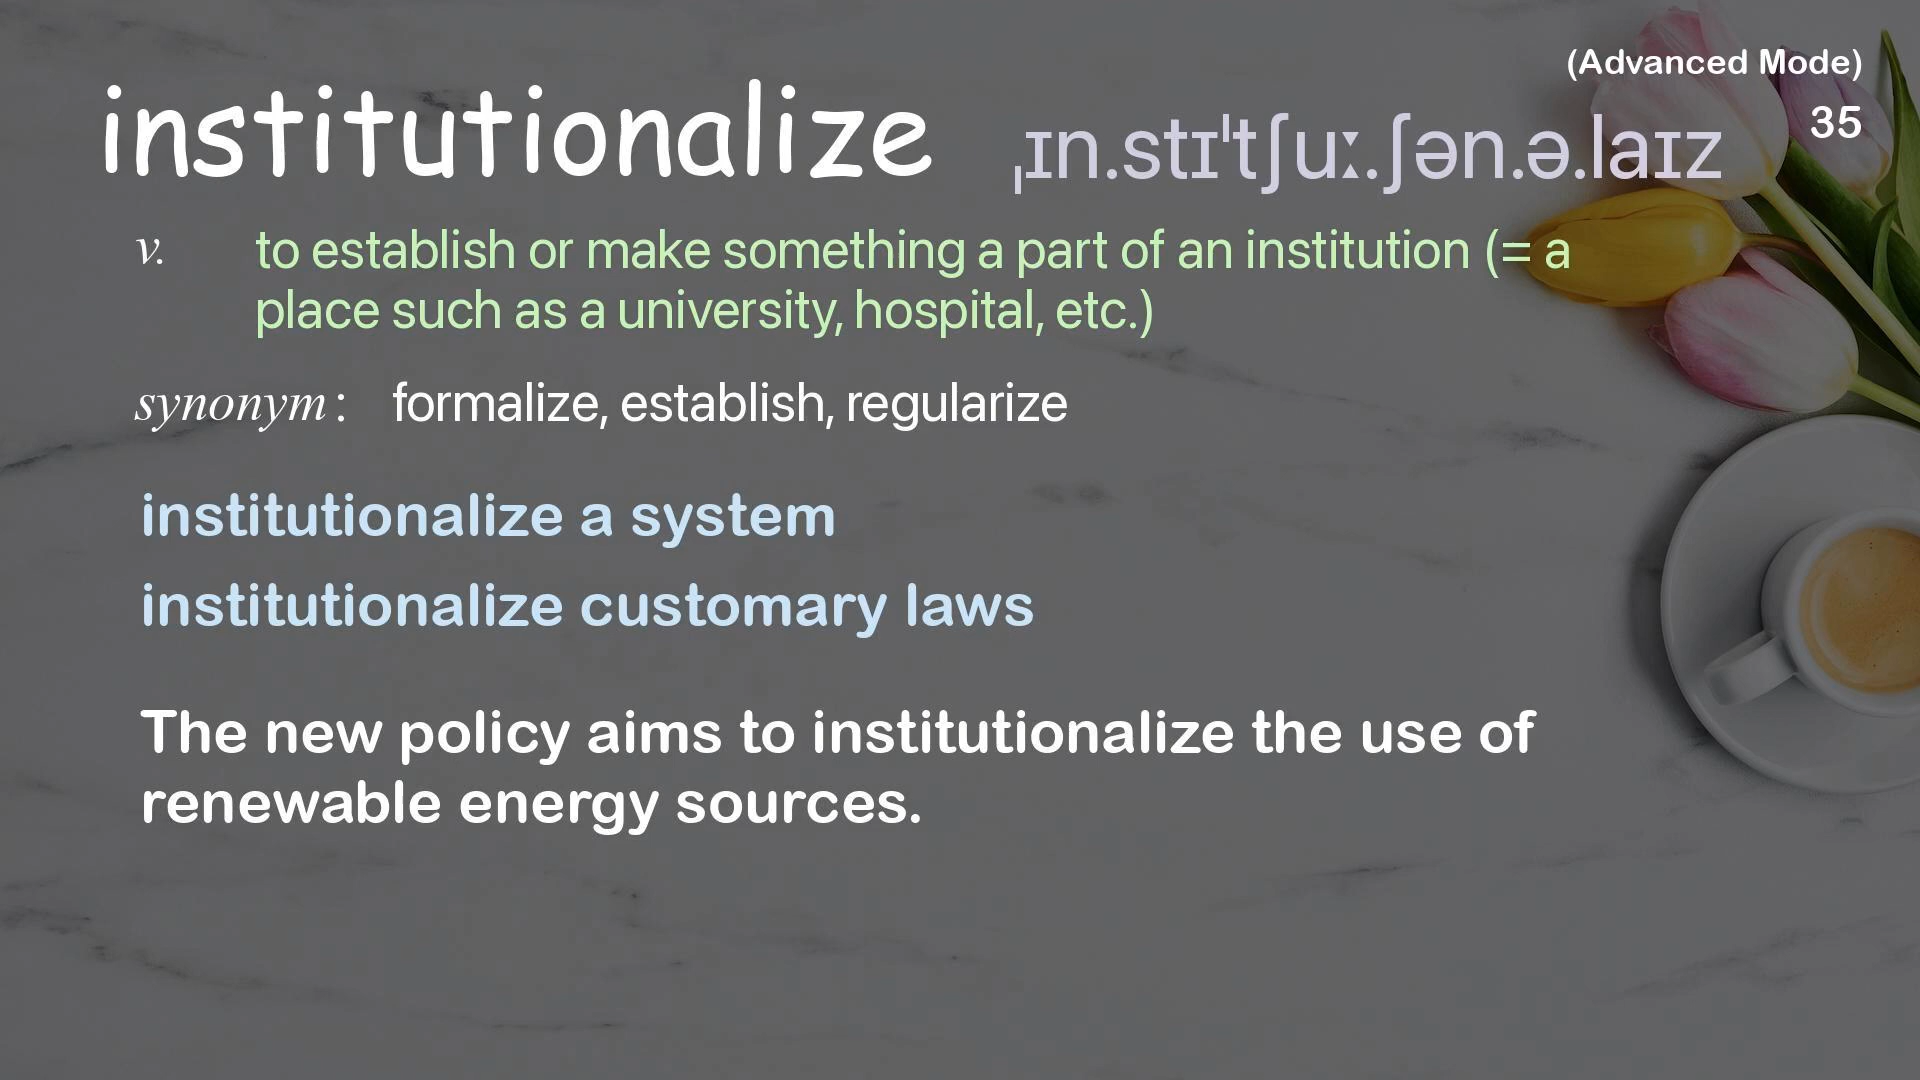 (Advanced Mode)
institutionalize ˌɪn.stɪˈtʃuː.ʃən.ə.laɪz 35
v. to establish or make something a part of an institution (= a
place such as a university, hospital, etc.)
synonym: formalize, establish, regularize
institutionalize a system
institutionalize customary laws
The new policy aims to institutionalize the use of
renewable energy sources.